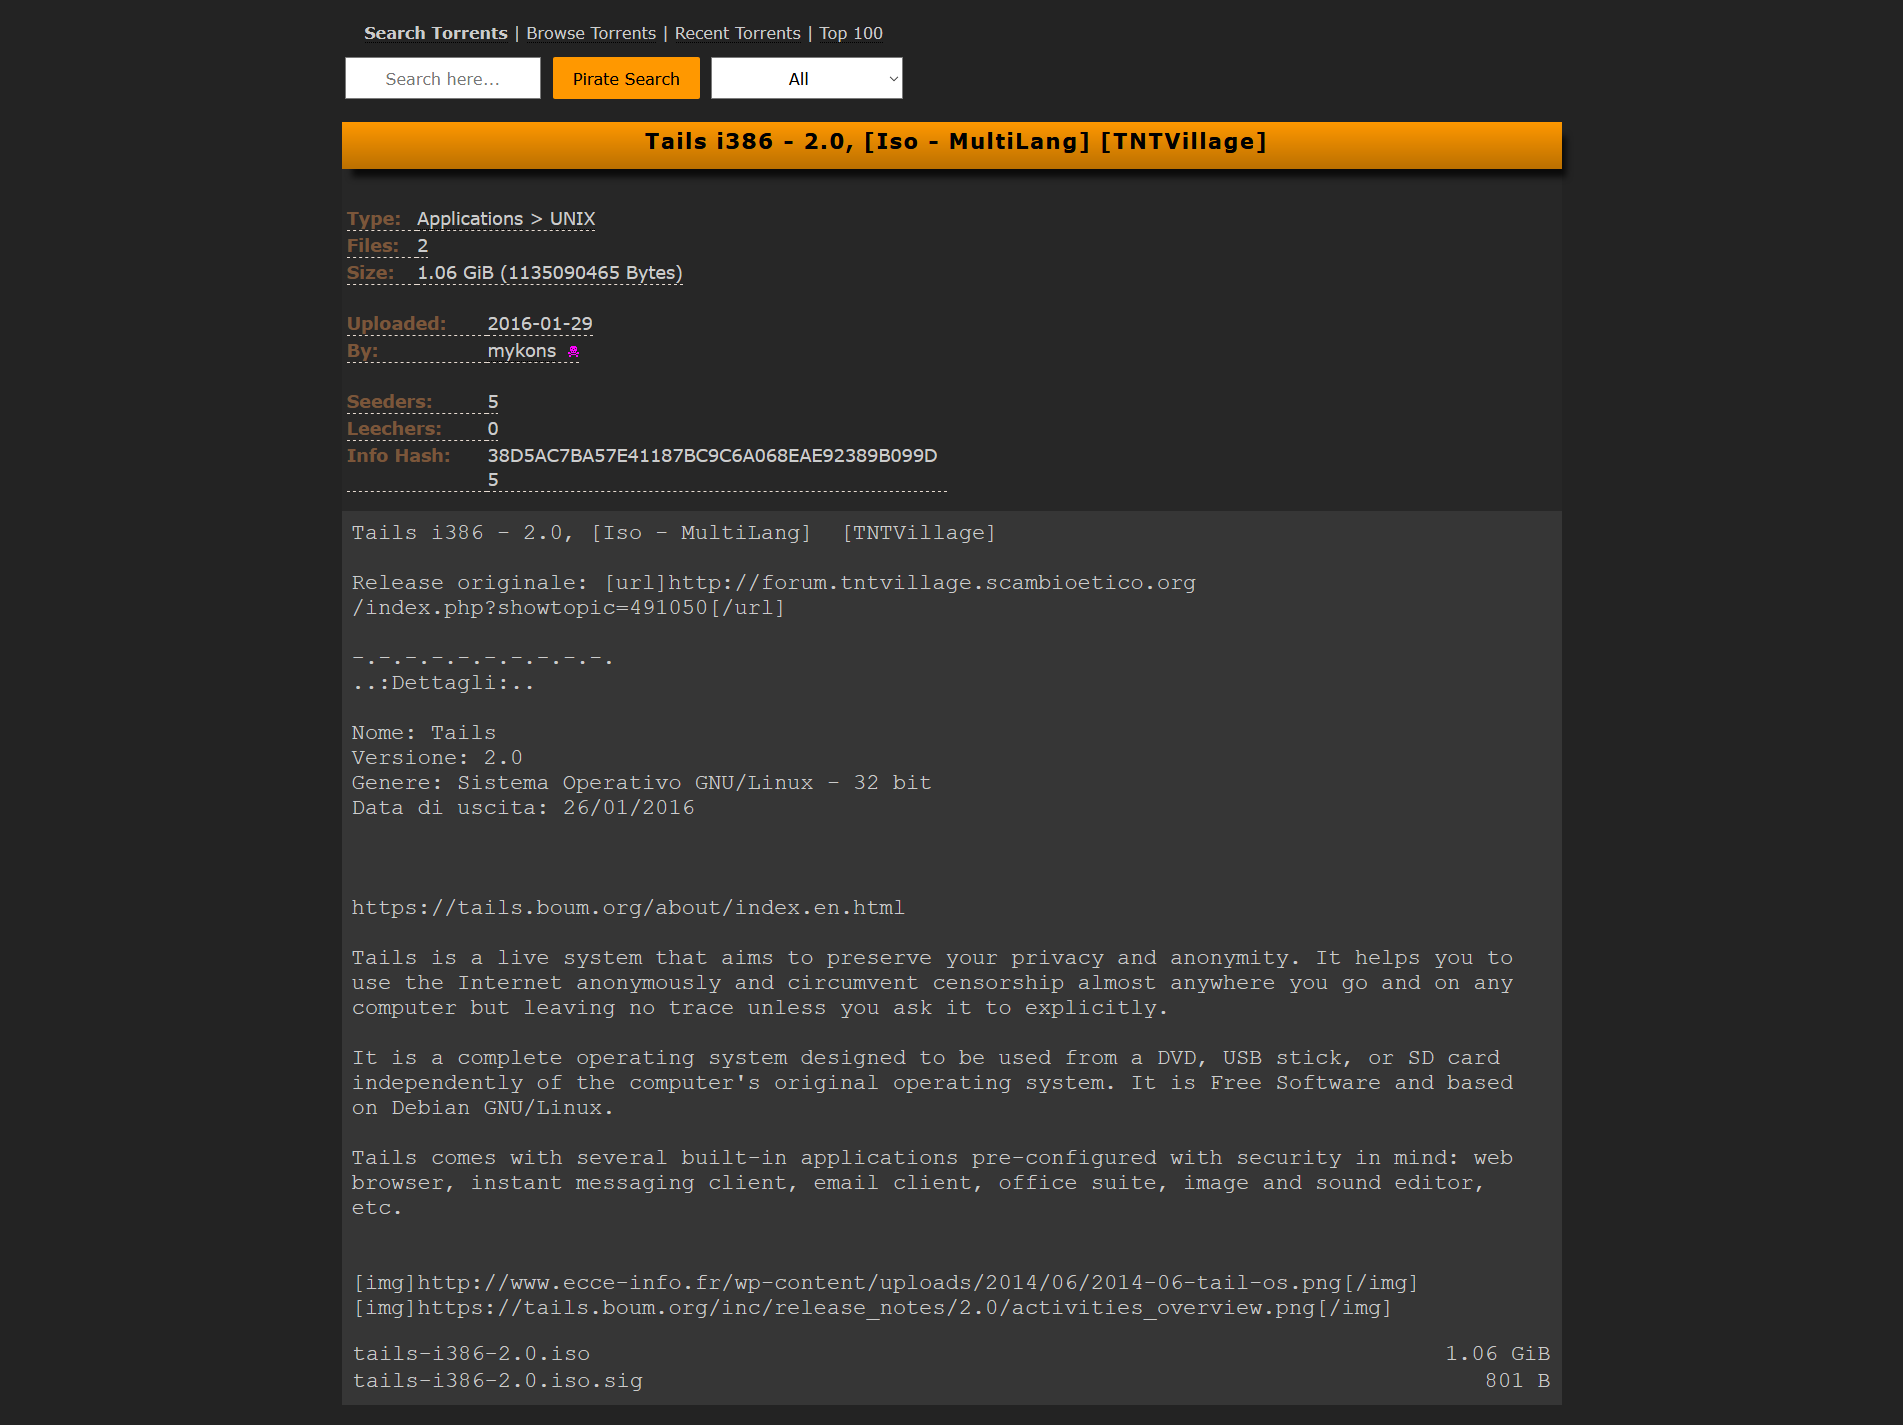 Search Torrents | Browse Torrents | Recent Torrents | Top 100
Search here... Pirate Search All
Tails i386 - 2.0, [Iso - MultiLang] [TNTVillage]
Type: Applications > UNIX
Files: 2
Size: 1.06 GiB (1135090465 Bytes)
Uploaded: 2016-01-29
By: mykons
Seeders: 5
Leechers: 0
Info Hash: 38D5AC7BA57E41187BC9C6A068EAE92389B099D
5
Tails i386 - 2.0, [Iso - MultiLang]  [TNTVillage]
Release originale: [url]http://forum.tntvillage.scambioetico.org
/index.php?showtopic=491050[/url]
-.-.-.-.-.-.-.-.-.-.
..:Dettagli:..
Nome: Tails
Versione: 2.0
Genere: Sistema Operativo GNU/Linux - 32 bit
Data di uscita: 26/01/2016
https://tails.boum.org/about/index.en.html
Tails is a live system that aims to preserve your privacy and anonymity. It helps you to
use the Internet anonymously and circumvent censorship almost anywhere you go and on any
computer but leaving no trace unless you ask it to explicitly.
It is a complete operating system designed to be used from a DVD, USB stick, or SD card
independently of the computer's original operating system. It is Free Software and based
on Debian GNU/Linux.
Tails comes with several built-in applications pre-configured with security in mind: web
browser, instant messaging client, email client, office suite, image and sound editor,
etc.
[img]http://www.ecce-info.fr/wp-content/uploads/2014/06/2014-06-tail-os.png[/img]
[img]https://tails.boum.org/inc/release_notes/2.0/activities_overview.png[/img]
tails-i386-2.0.iso 1.06 GiB
tails-i386-2.0.iso.sig 801 B